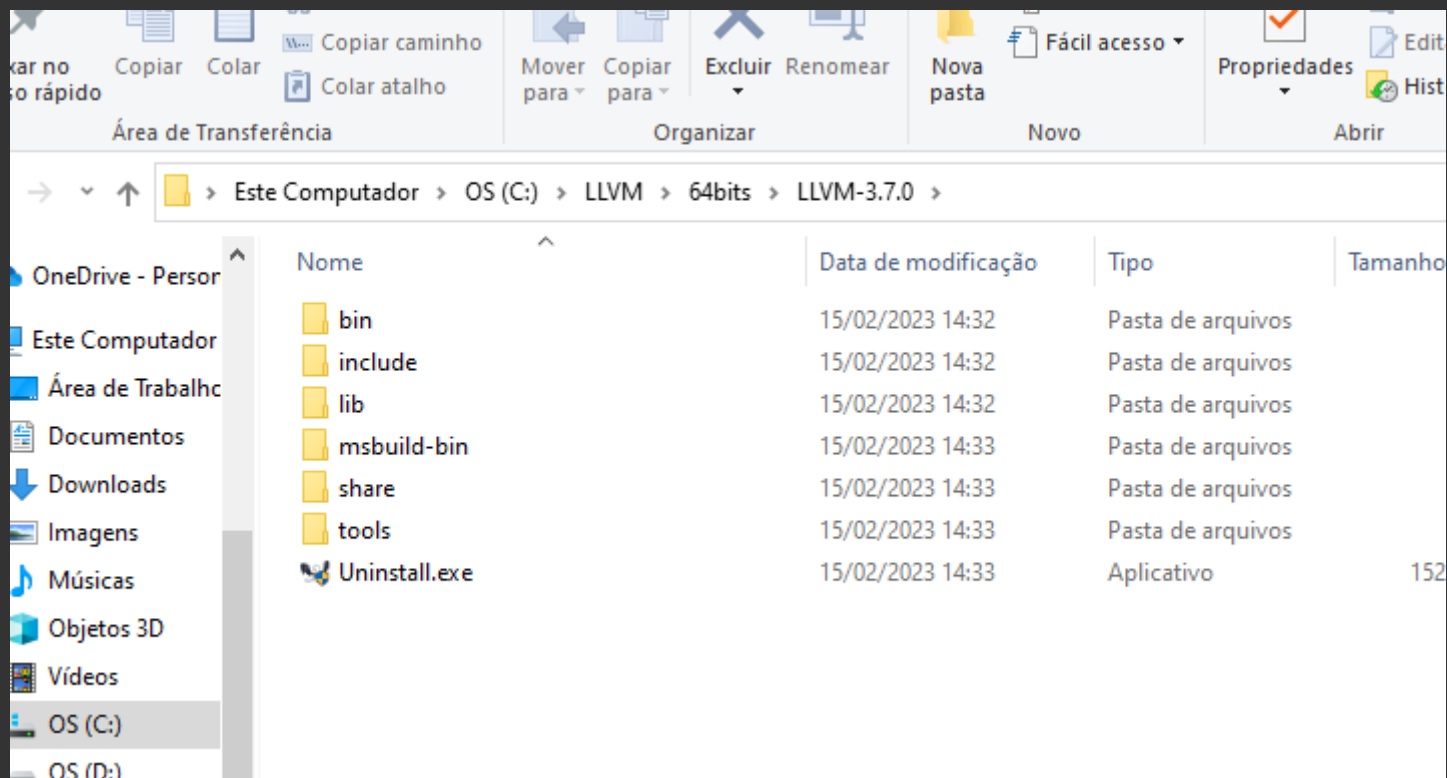 Copiar caminho
Fácil acesso
Edit
xar no
so rápido
Copiar
Colar
Colar atalho
Mover
para
Copiar
para
Excluir
Renomear
Nova
pasta
Propriedades
Hist
Área de Transferência
Organizar
Novo
Abrir
Este Computador > OS (C:) > LLVM > 64bits > LLVM-3.7.0 >
Nome Data de modificação Tipo Tamanho
OneDrive - Person
Este Computador
Área de Trabalho
Documentos
Downloads
Imagens
Músicas
Objetos 3D
Vídeos
OS (C:)
OS (D:)
bin 15/02/2023 14:32 Pasta de arquivos
include 15/02/2023 14:32 Pasta de arquivos
lib 15/02/2023 14:32 Pasta de arquivos
msbuild-bin 15/02/2023 14:33 Pasta de arquivos
share 15/02/2023 14:33 Pasta de arquivos
tools 15/02/2023 14:33 Pasta de arquivos
Uninstall.exe 15/02/2023 14:33 Aplicativo 152